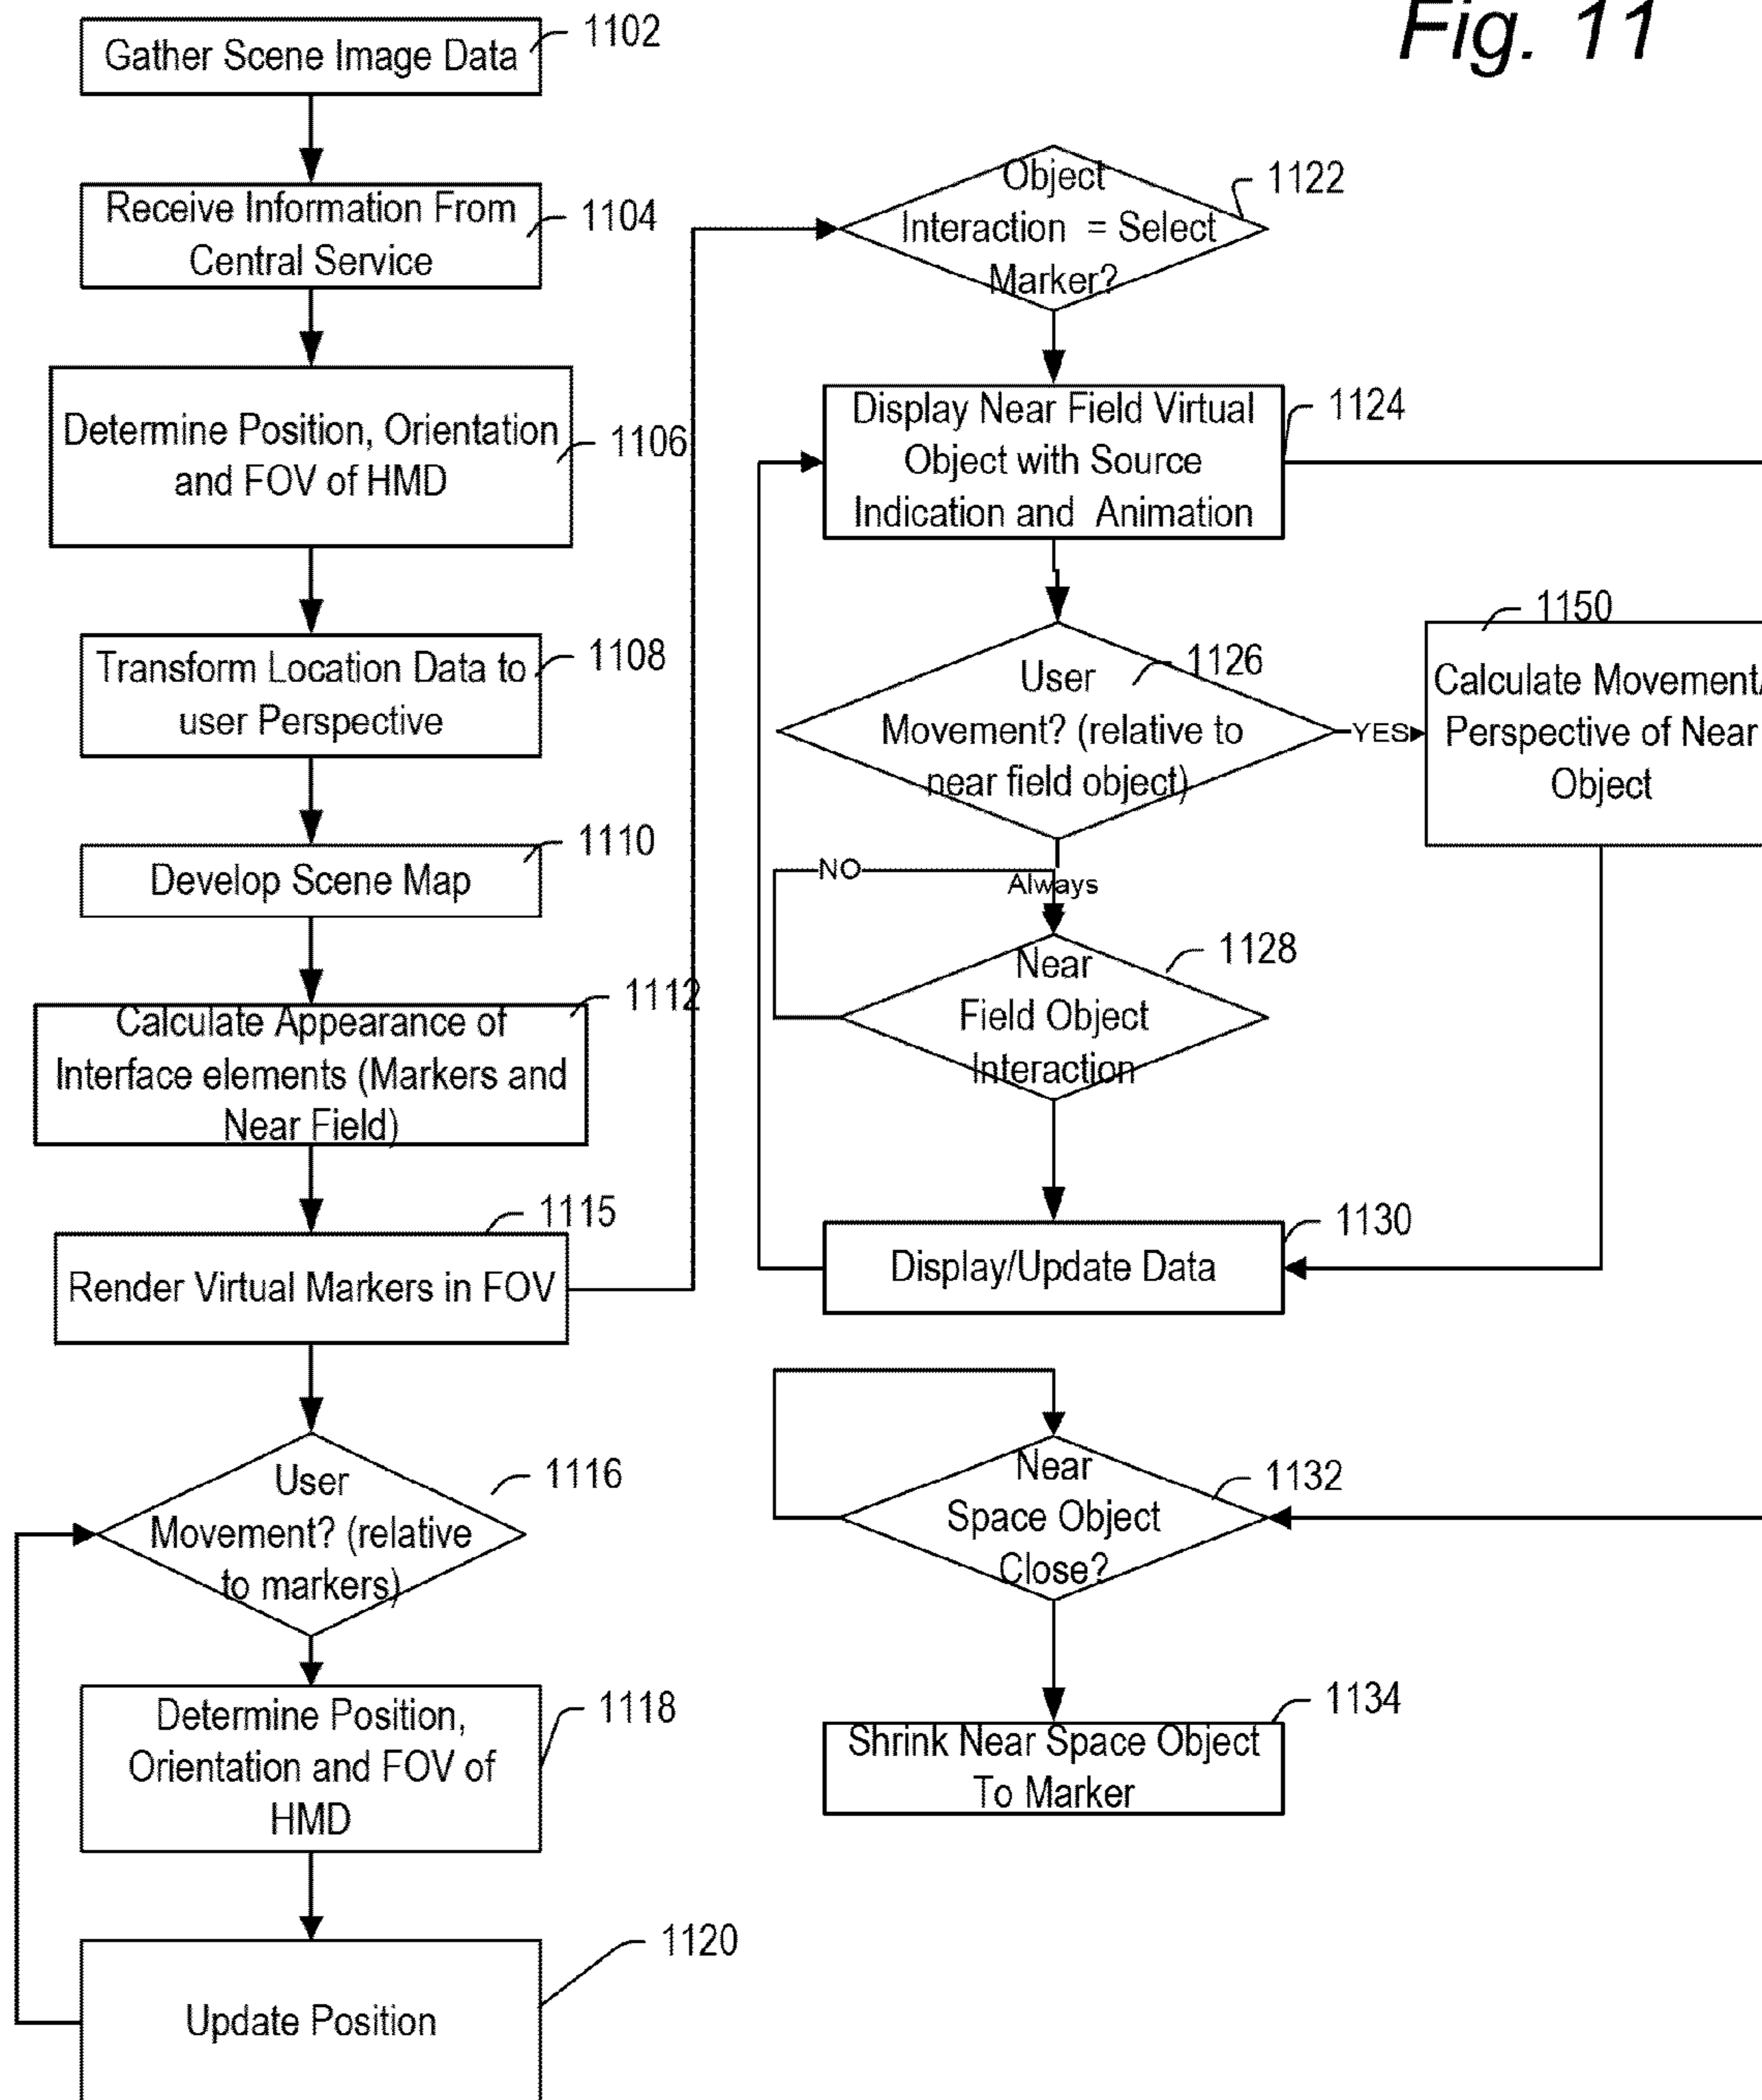 Fig. 11
Gather Scene Image Data
1102
Receive Information From
Central Service
1104
Determine Position, Orientation
and FOV of HMD
1106
Transform Location Data to
user Perspective
1108
Develop Scene Map
1110
Calculate Appearance of
Interface elements (Markers and
Near Field)
1112
Render Virtual Markers in FOV
1115
User
Movement? (relative
to markers)
1116
Determine Position,
Orientation and FOV of
HMD
1118
Update Position
1120
Object
Interaction = Select
Marker?
1122
Display Near Field Virtual
Object with Source
Indication and Animation
1124
User
Movement? (relative to
near field object)
1126
YES
1150
Calculate Movement/
Perspective of Near
Object
NO
Always
Near
Field Object
Interaction
1128
Display/Update Data
1130
Near
Space Object
Close?
1132
Shrink Near Space Object
To Marker
1134